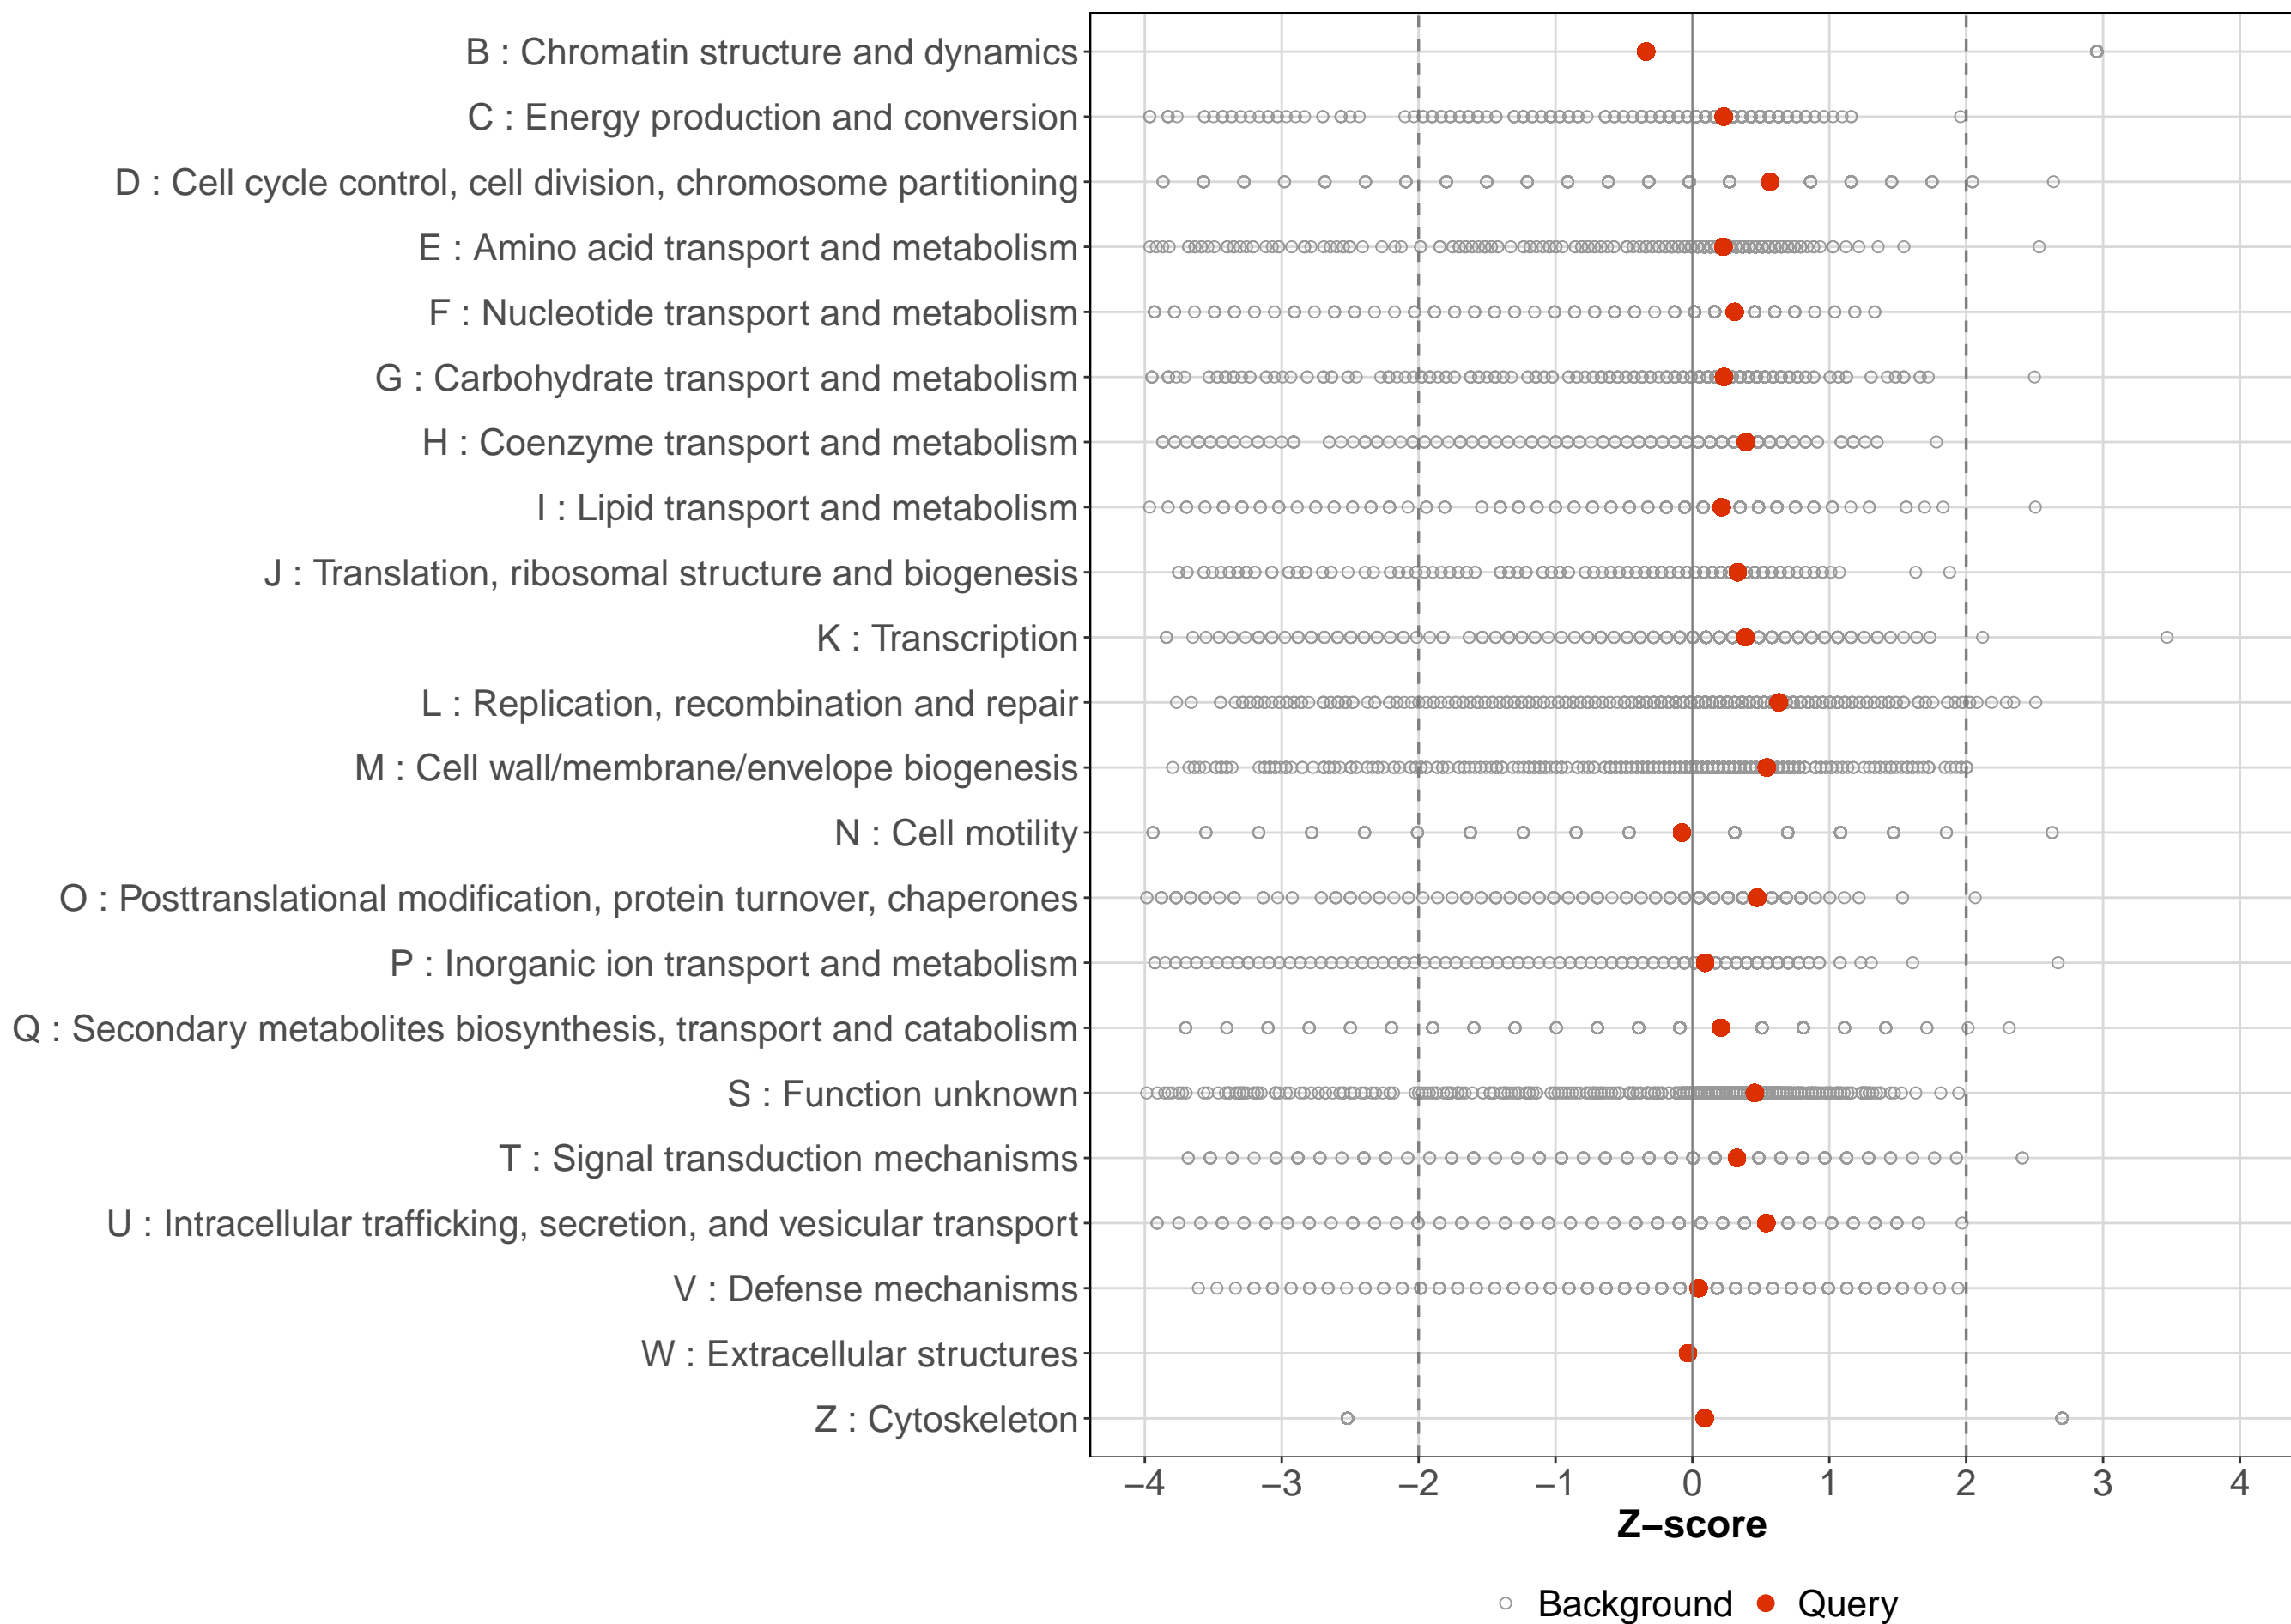 B : Chromatin structure and dynamics
C : Energy production and conversion
D : Cell cycle control, cell division, chromosome partitioning
E : Amino acid transport and metabolism
F : Nucleotide transport and metabolism
G : Carbohydrate transport and metabolism
H : Coenzyme transport and metabolism
I : Lipid transport and metabolism
J : Translation, ribosomal structure and biogenesis
K : Transcription
L : Replication, recombination and repair
M : Cell wall/membrane/envelope biogenesis
N : Cell motility
O : Posttranslational modification, protein turnover, chaperones
P : Inorganic ion transport and metabolism
Q : Secondary metabolites biosynthesis, transport and catabolism
S : Function unknown
T : Signal transduction mechanisms
U : Intracellular trafficking, secretion, and vesicular transport
V : Defense mechanisms
W : Extracellular structures
Z : Cytoskeleton
−4 −3 −2 −1 0 1 2 3 4
Z−score
Background Query